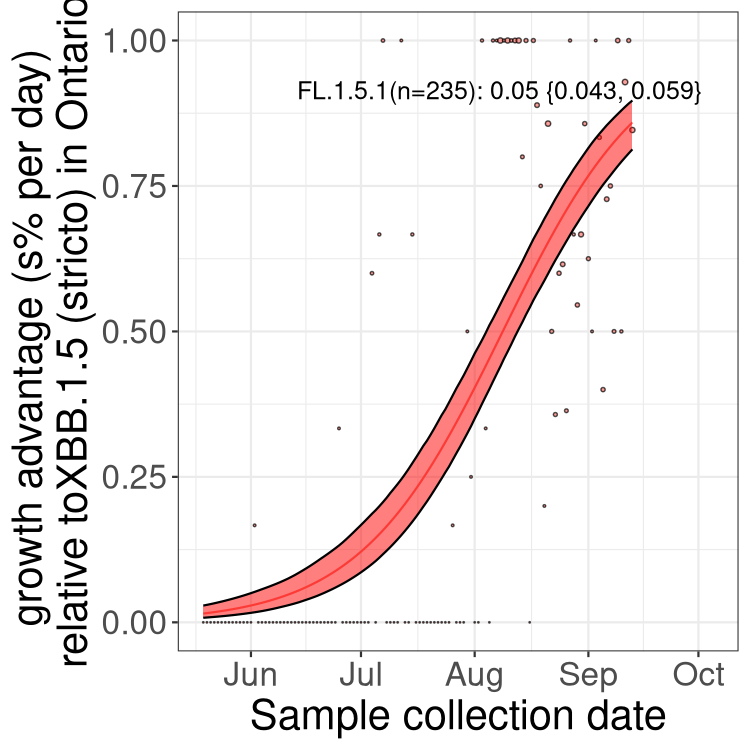 growth advantage (s% per day)
relative toXBB.1.5 (stricto) in Ontario
1.00
0.75
0.50
0.25
0.00
FL.1.5.1(n=235): 0.05 {0.043, 0.059}
Jun Jul Aug Sep Oct
Sample collection date